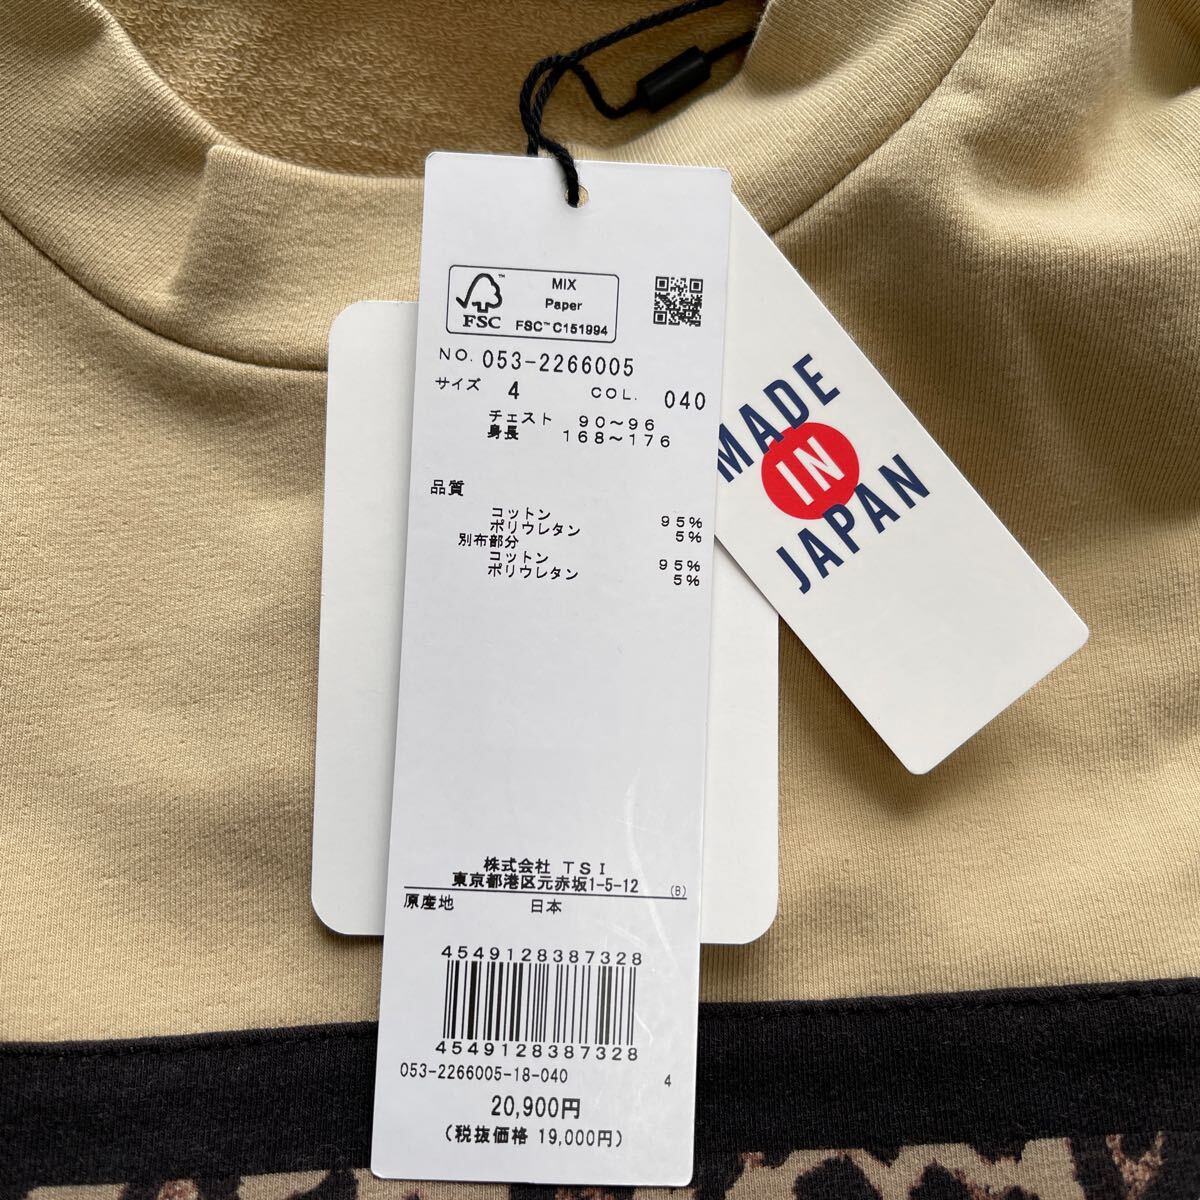 MIX
Paper
FSC™ C151994
FSC
NO. 053-2266005
サイズ 4 COL. 040
チェスト 90～96
身長 168～176
品質
コットン 95%
ポリウレタン 5%
別布部分
コットン 95%
ポリウレタン 5%
株式会社 TSI
東京都港区元赤坂1-5-12 (B)
原産地 日本
4549128387328
4549128387328
053-2266005-18-040 4
20,900円
(税抜価格 19,000円)
MADE
IN
JAPAN